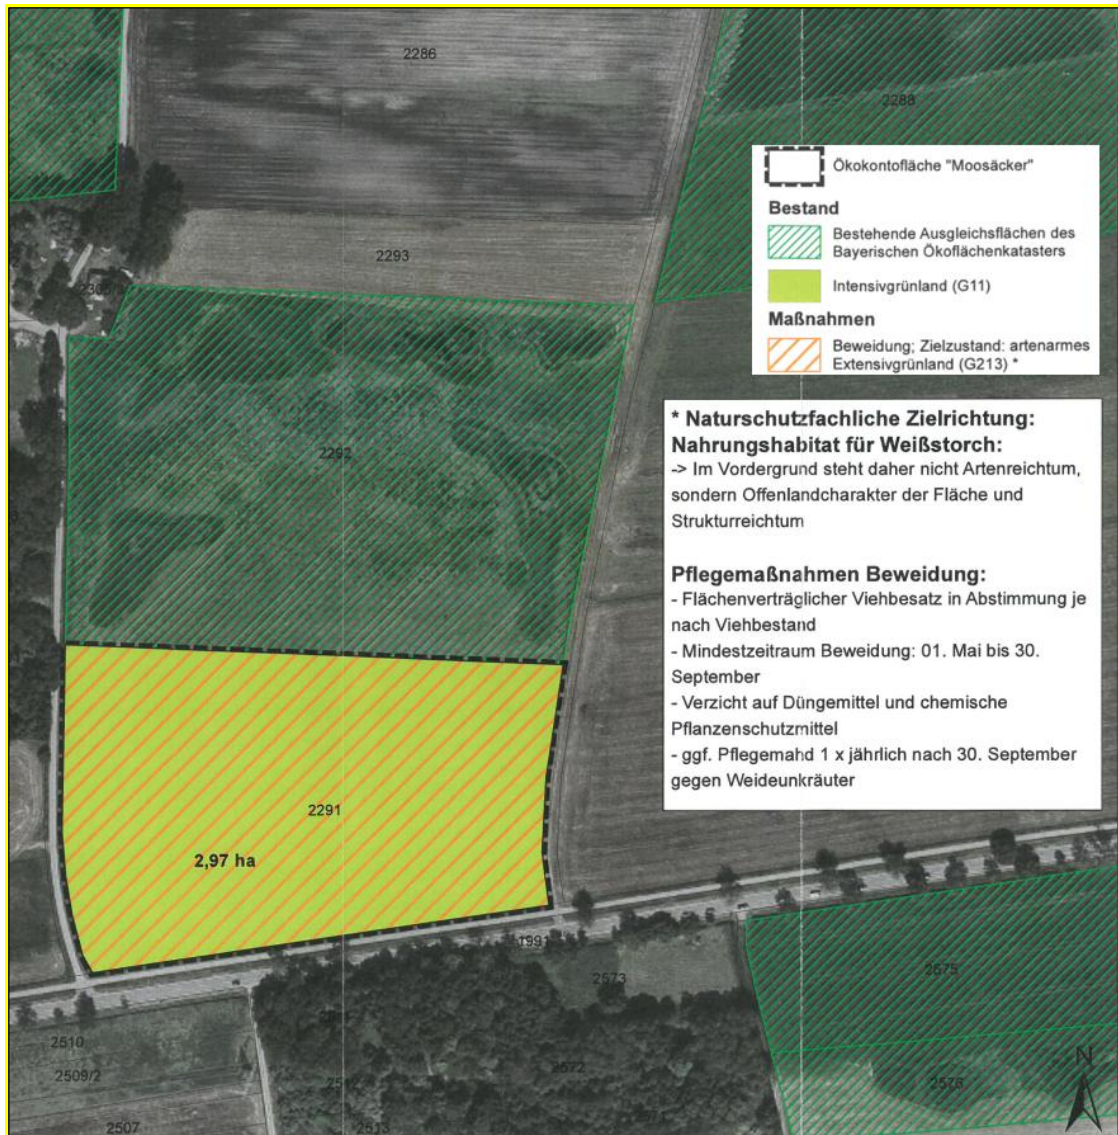 2286
2288
Ökokontofläche "Moosäcker"
Bestand
Bestehende Ausgleichsflächen des
Bayerischen Ökoflächenkatasters
Intensivgrünland (G11)
Maßnahmen
Beweidung; Zielzustand: artenarmes
Extensivgrünland (G213) *
2293
2292
* Naturschutzfachliche Zielrichtung:
Nahrungshabitat für Weißstorch:
-> Im Vordergrund steht daher nicht Artenreichtum,
sondern Offenlandcharakter der Fläche und
Strukturreichtum
Pflegemaßnahmen Beweidung:
- Flächenverträglicher Viehbesatz in Abstimmung je
nach Viehbestand
- Mindestzeitraum Beweidung: 01. Mai bis 30.
September
- Verzicht auf Düngemittel und chemische
Pflanzenschutzmittel
- ggf. Pflegemahd 1 x jährlich nach 30. September
gegen Weideunkräuter
2291
2,97 ha
1991
2573
2575
2510
2509/2
2572
2576
N
2507
2513